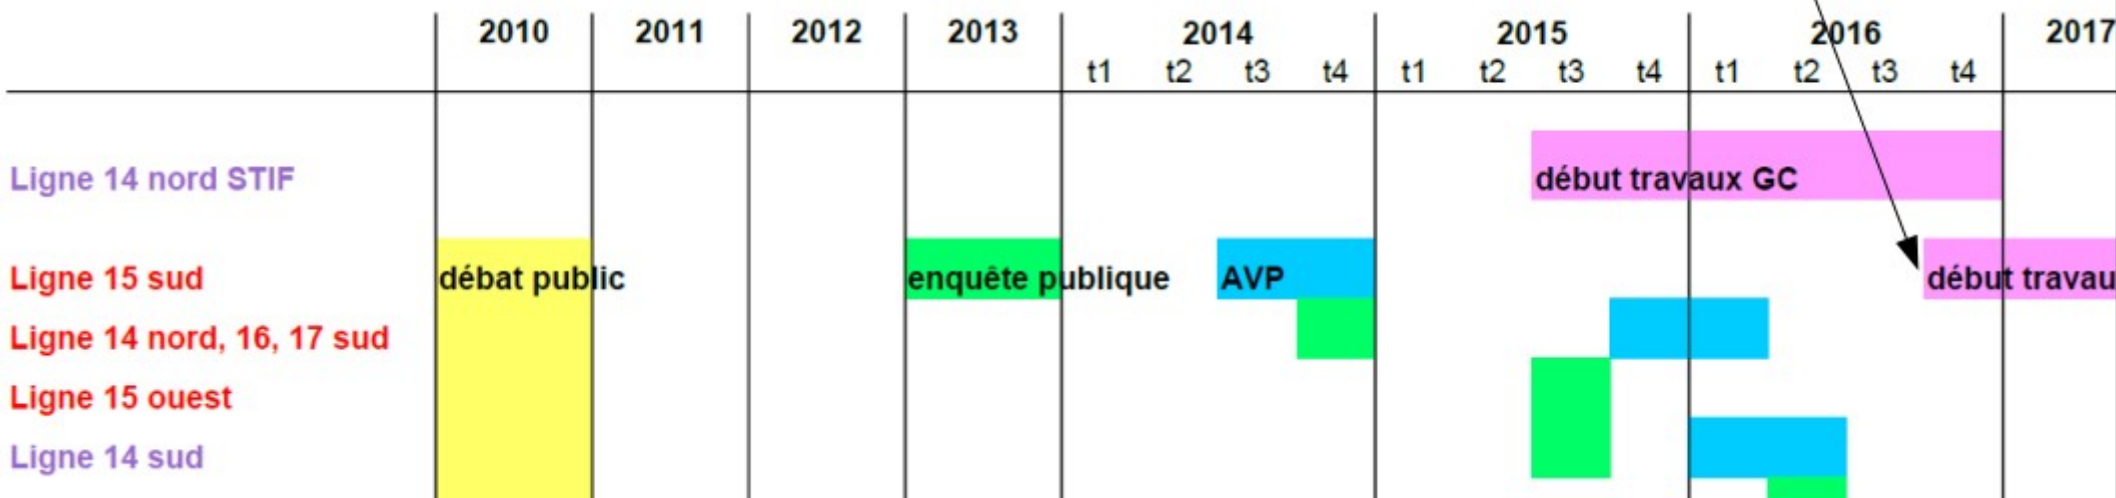 2010 2011 2012 2013 2014 2015 2016 2017
t1 t2 t3 t4 t1 t2 t3 t4 t1 t2 t3 t4
Ligne 14 nord STIF début travaux GC
Ligne 15 sud débat public enquête publique AVP début travau
Ligne 14 nord, 16, 17 sud
Ligne 15 ouest
Ligne 14 sud